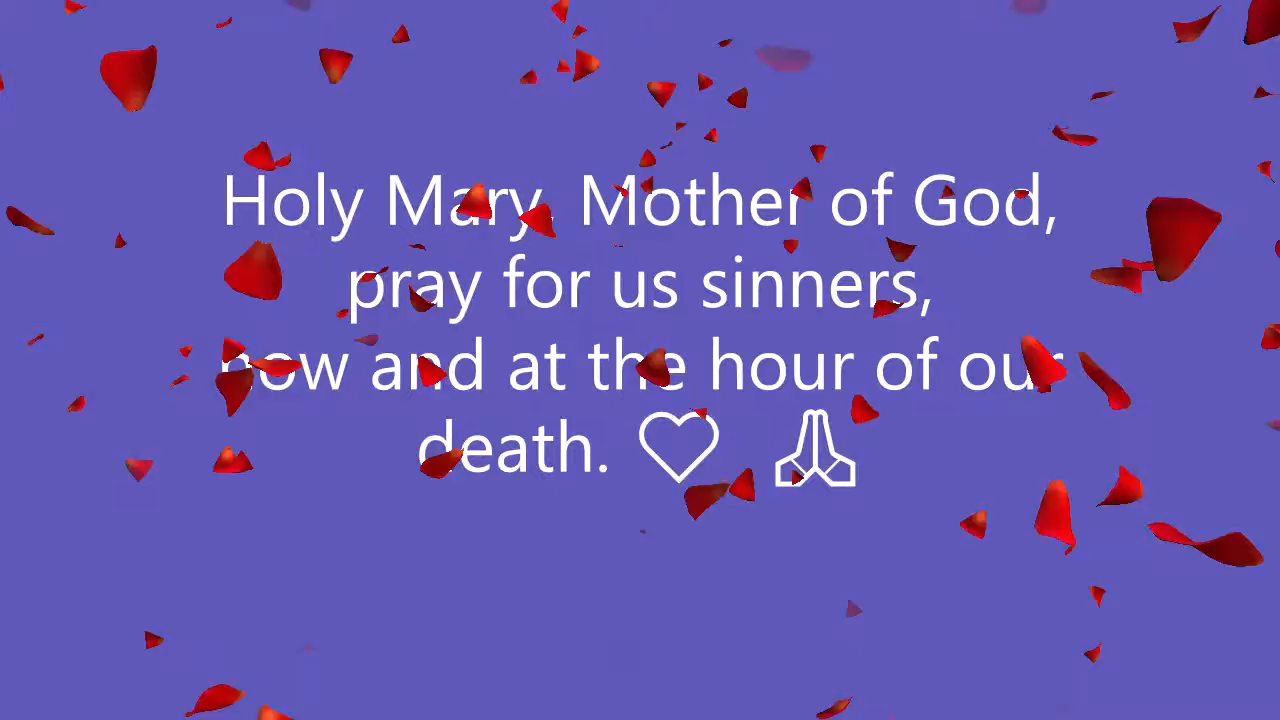 Holy Mary, Mother of God,
pray for us sinners,
now and at the hour of our
death. ♡ 🙏